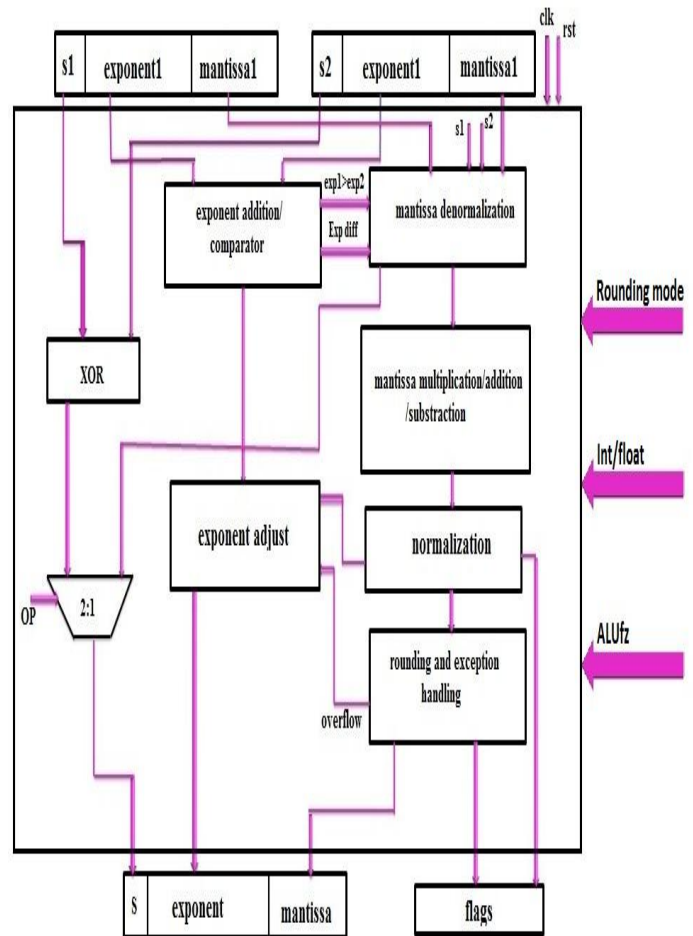 clk
rst
s1
exponent1
mantissa1
s2
exponent1
mantissa1
s1
s2
exponent addition/
comparator
exp1>exp2
Exp diff
mantissa denormalization
Rounding mode
XOR
mantissa multiplication/addition
/substraction
Int/float
exponent adjust
normalization
OP
2:1
ALUfz
rounding and exception
handling
overflow
S
exponent
mantissa
flags